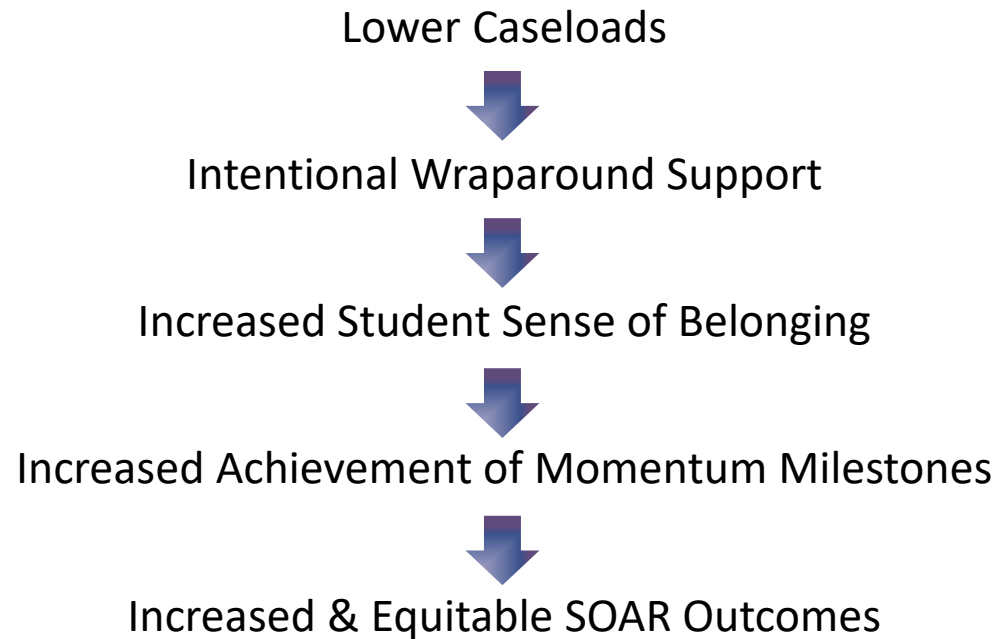 Lower Caseloads
Intentional Wraparound Support
Increased Student Sense of Belonging
Increased Achievement of Momentum Milestones
Increased & Equitable SOAR Outcomes